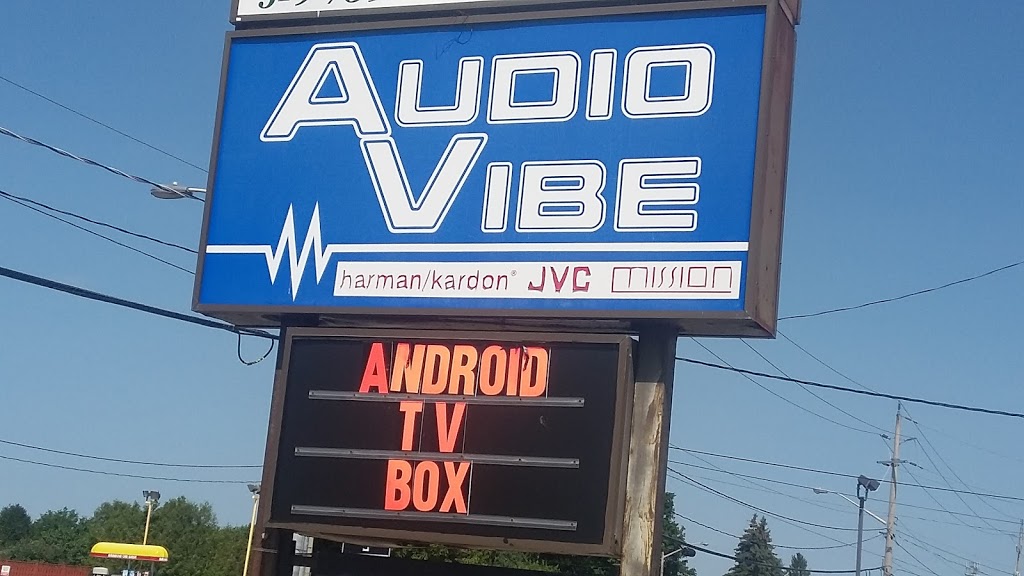 AUDIO
VIBE
harman/kardon® JVC MISSION
ANDROID
TV
BOX